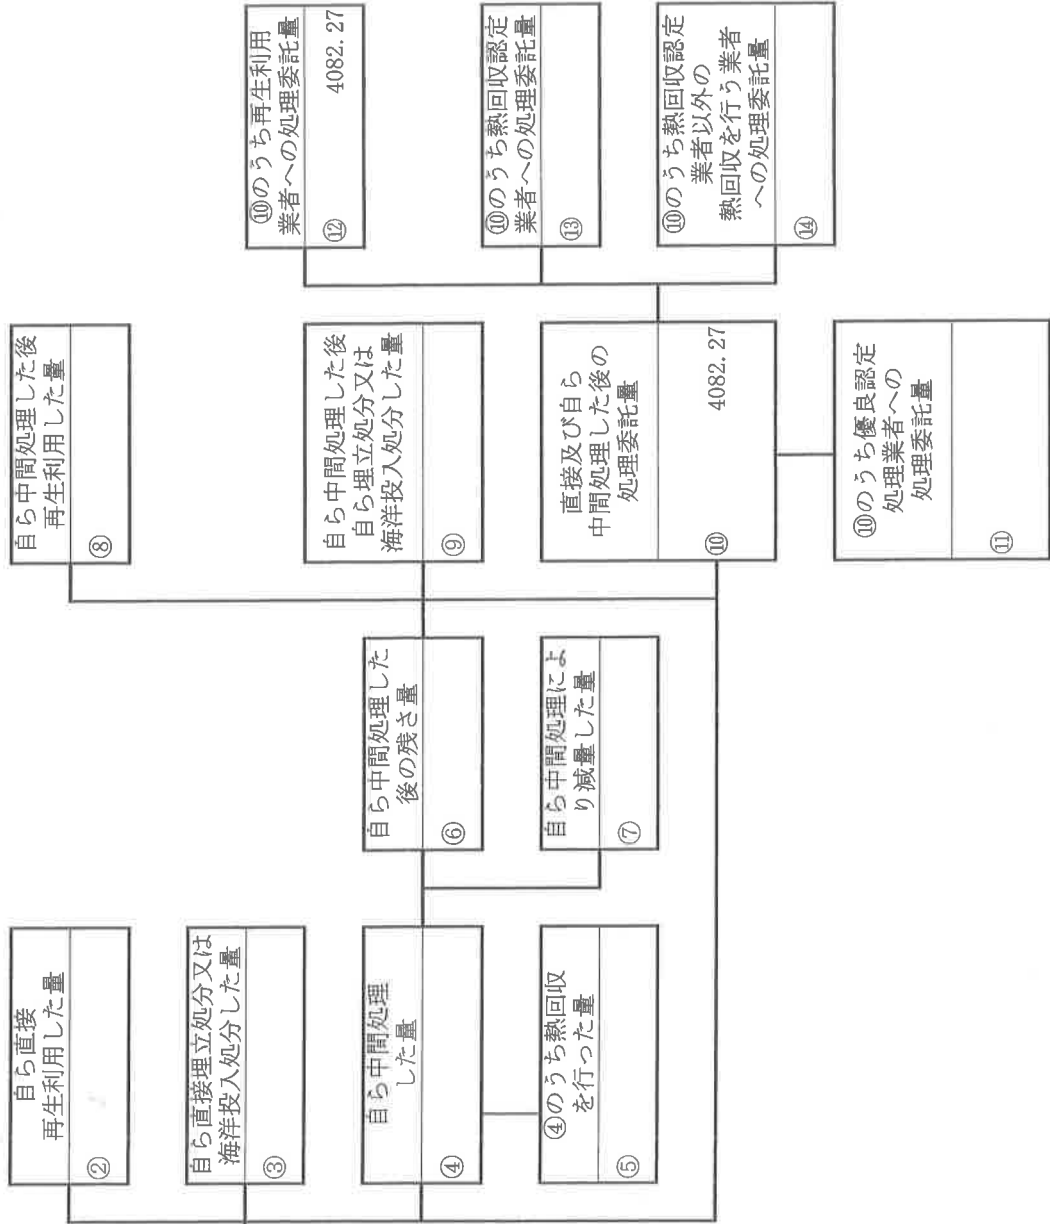 自ら直接
再生利用した量
②
自ら直接埋立処分又は
海洋投入処分した量
③
自ら中間処理
した量
④
④のうち熱回収
を行った量
⑤
自ら中間処理した
後の残さ量
⑥
自ら中間処理によ
り減量した量
⑦
自ら中間処理した後
再生利用した量
⑧
自ら中間処理した後
自ら埋立処分又は
海洋投入処分した量
⑨
直接及び自ら
中間処理した後の
処理委託量
⑩
4082.27
⑩のうち優良認定
処理業者への
処理委託量
⑪
⑩のうち再生利用
業者への処理委託量
⑫
4082.27
⑩のうち熱回収認定
業者への処理委託量
⑬
⑩のうち熱回収認定
業者以外の
熱回収を行う業者
への処理委託量
⑭